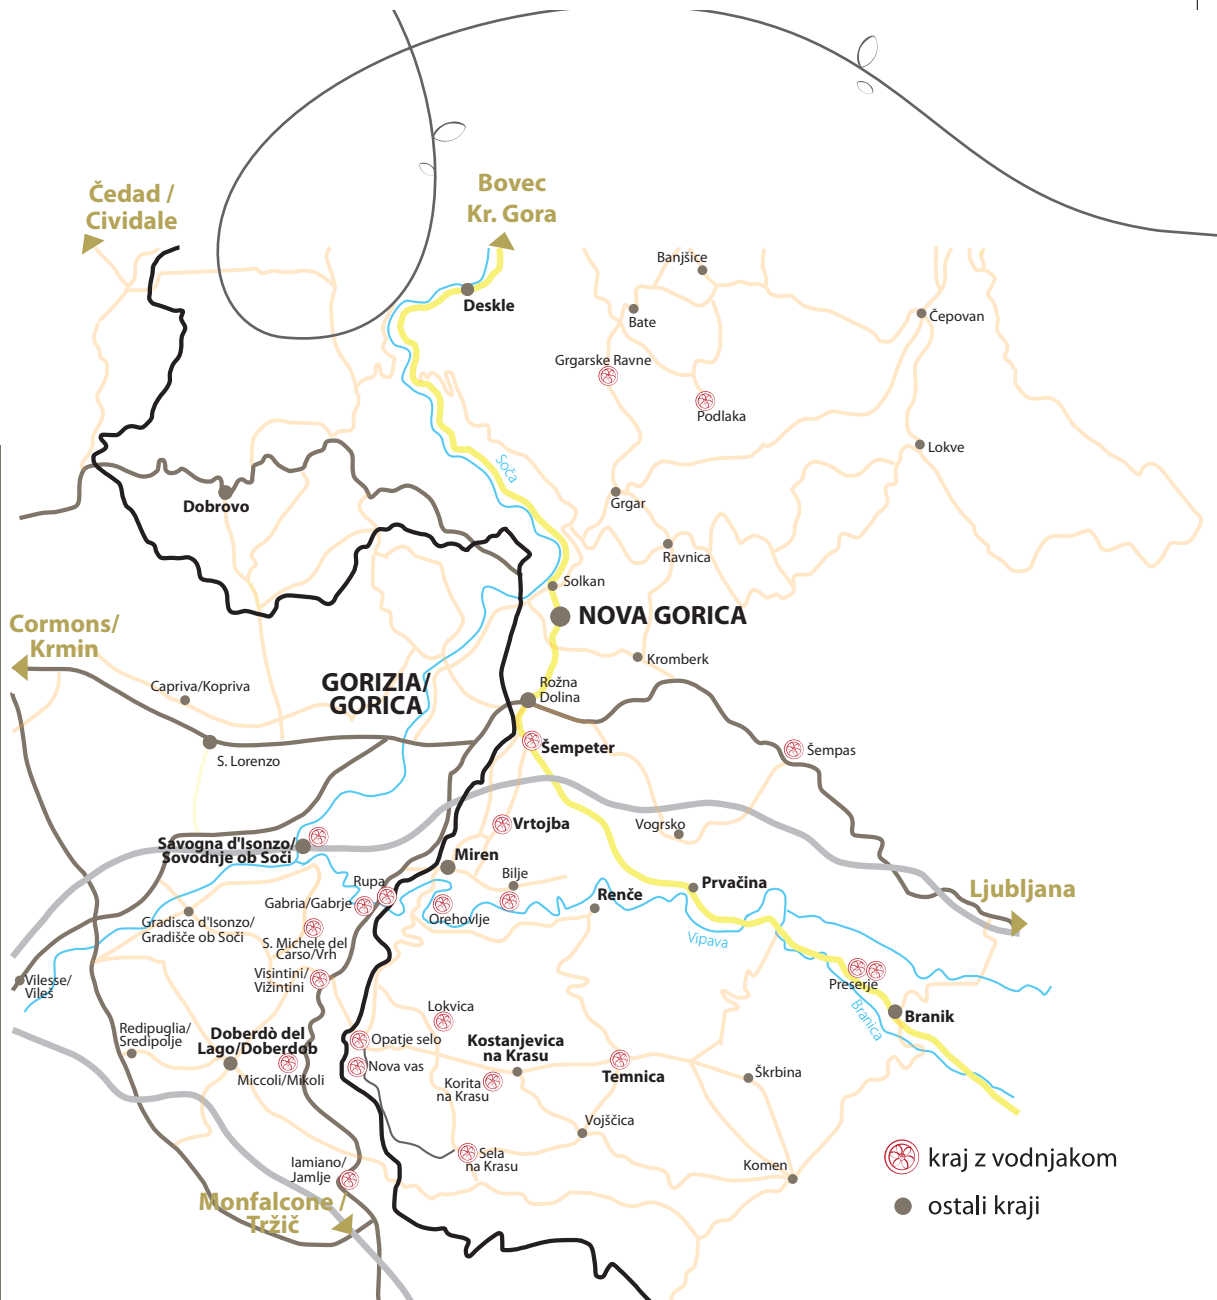 Čedad /
Cividale
Bovec
Kr. Gora
Banjšice
Deskle
Bate
Čepovan
Grgarske Ravne
Podlaka
Lokve
Soča
Dobrovo
Grgar
Ravnica
Solkan
NOVA GORICA
Cormons/
Krmin
Kromberk
GORIZIA/
GORICA
Capriva/Kopriva
Rožna
Dolina
Šempeter
Šempas
S. Lorenzo
Vrtojba
Vogrsko
Savogna d'Isonzo/
Sovodnje ob Soči
Miren
Bilje
Rupa
Prvačina
Ljubljana
Renče
Gabria/Gabrje
Orehovlje
Gradisca d'Isonzo/
Gradišče ob Soči
S. Michele del
Carso/Vrh
Vipava
Visintini/
Vižintini
Vilesse/
Vileš
Preserje
Branica
Branik
Lokvica
Redipuglia/
Sredipolje
Doberdò del
Lago/Doberdob
Opatje selo
Kostanjevica
na Krasu
Nova vas
Miccoli/Mikoli
Korita
na Krasu
Temnica
Škrbina
Vojščica
Sela
na Krasu
Iamiano/
Jamlje
Komen
Monfalcone /
Tržič
kraj z vodnjakom
ostali kraji